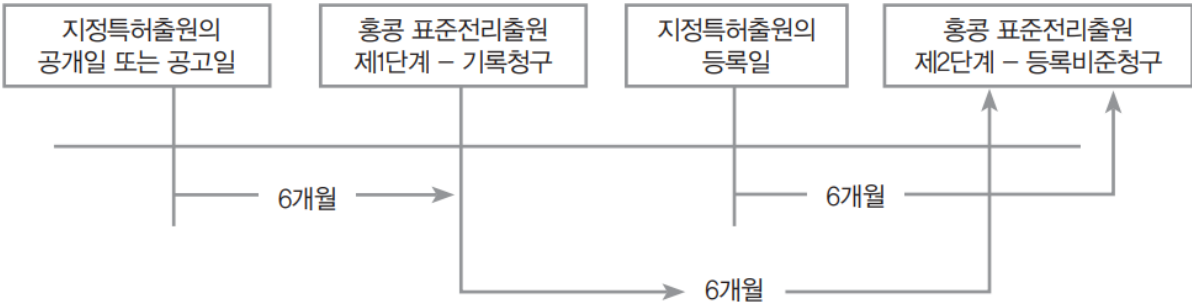 지정특허출원의
공개일 또는 공고일
홍콩 표준전리출원
제1단계 – 기록청구
지정특허출원의
등록일
홍콩 표준전리출원
제2단계 – 등록비준청구
6개월
6개월
6개월